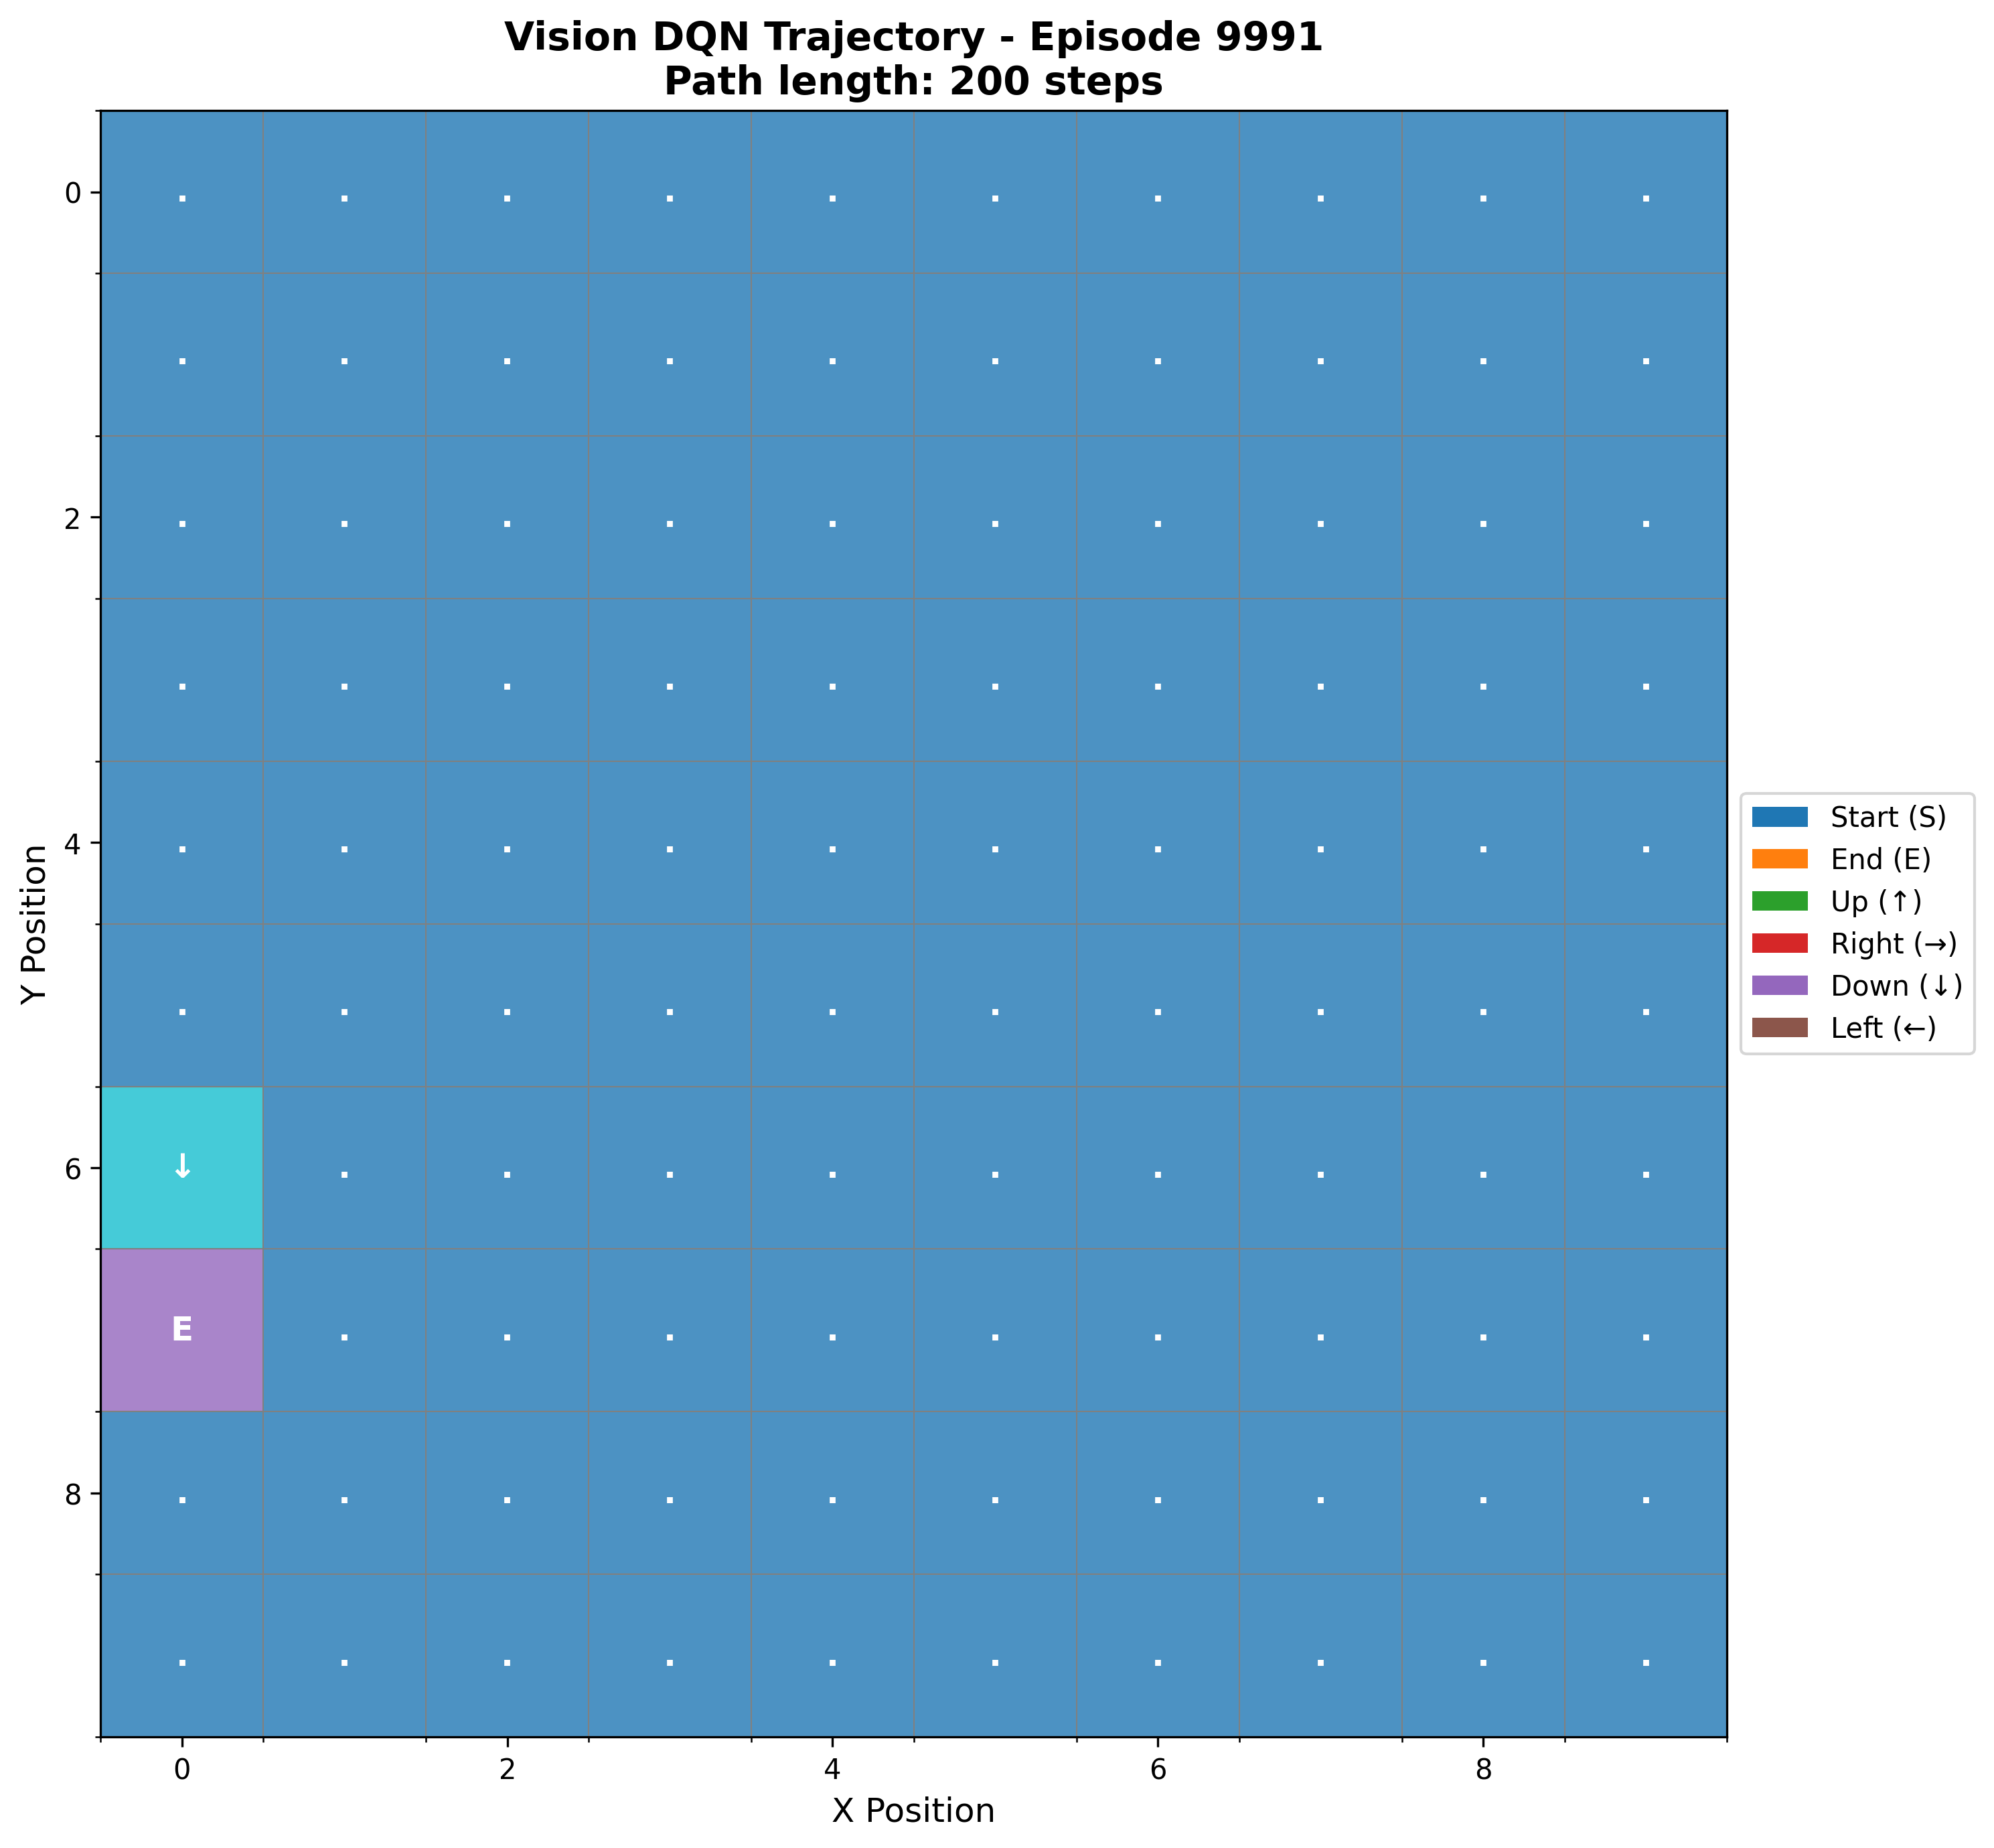 Vision DQN Trajectory - Episode 9991
Path length: 200 steps
0 . . . . . . . . . .
. . . . . . . . . .
2 . . . . . . . . . .
. . . . . . . . . .
4 . . . . . . . . . .
. . . . . . . . . .
6 ↓ . . . . . . . . .
E . . . . . . . . .
8 . . . . . . . . . .
. . . . . . . . . .
0 2 4 6 8
X Position
Y Position
Start (S)
End (E)
Up (↑)
Right (→)
Down (↓)
Left (←)